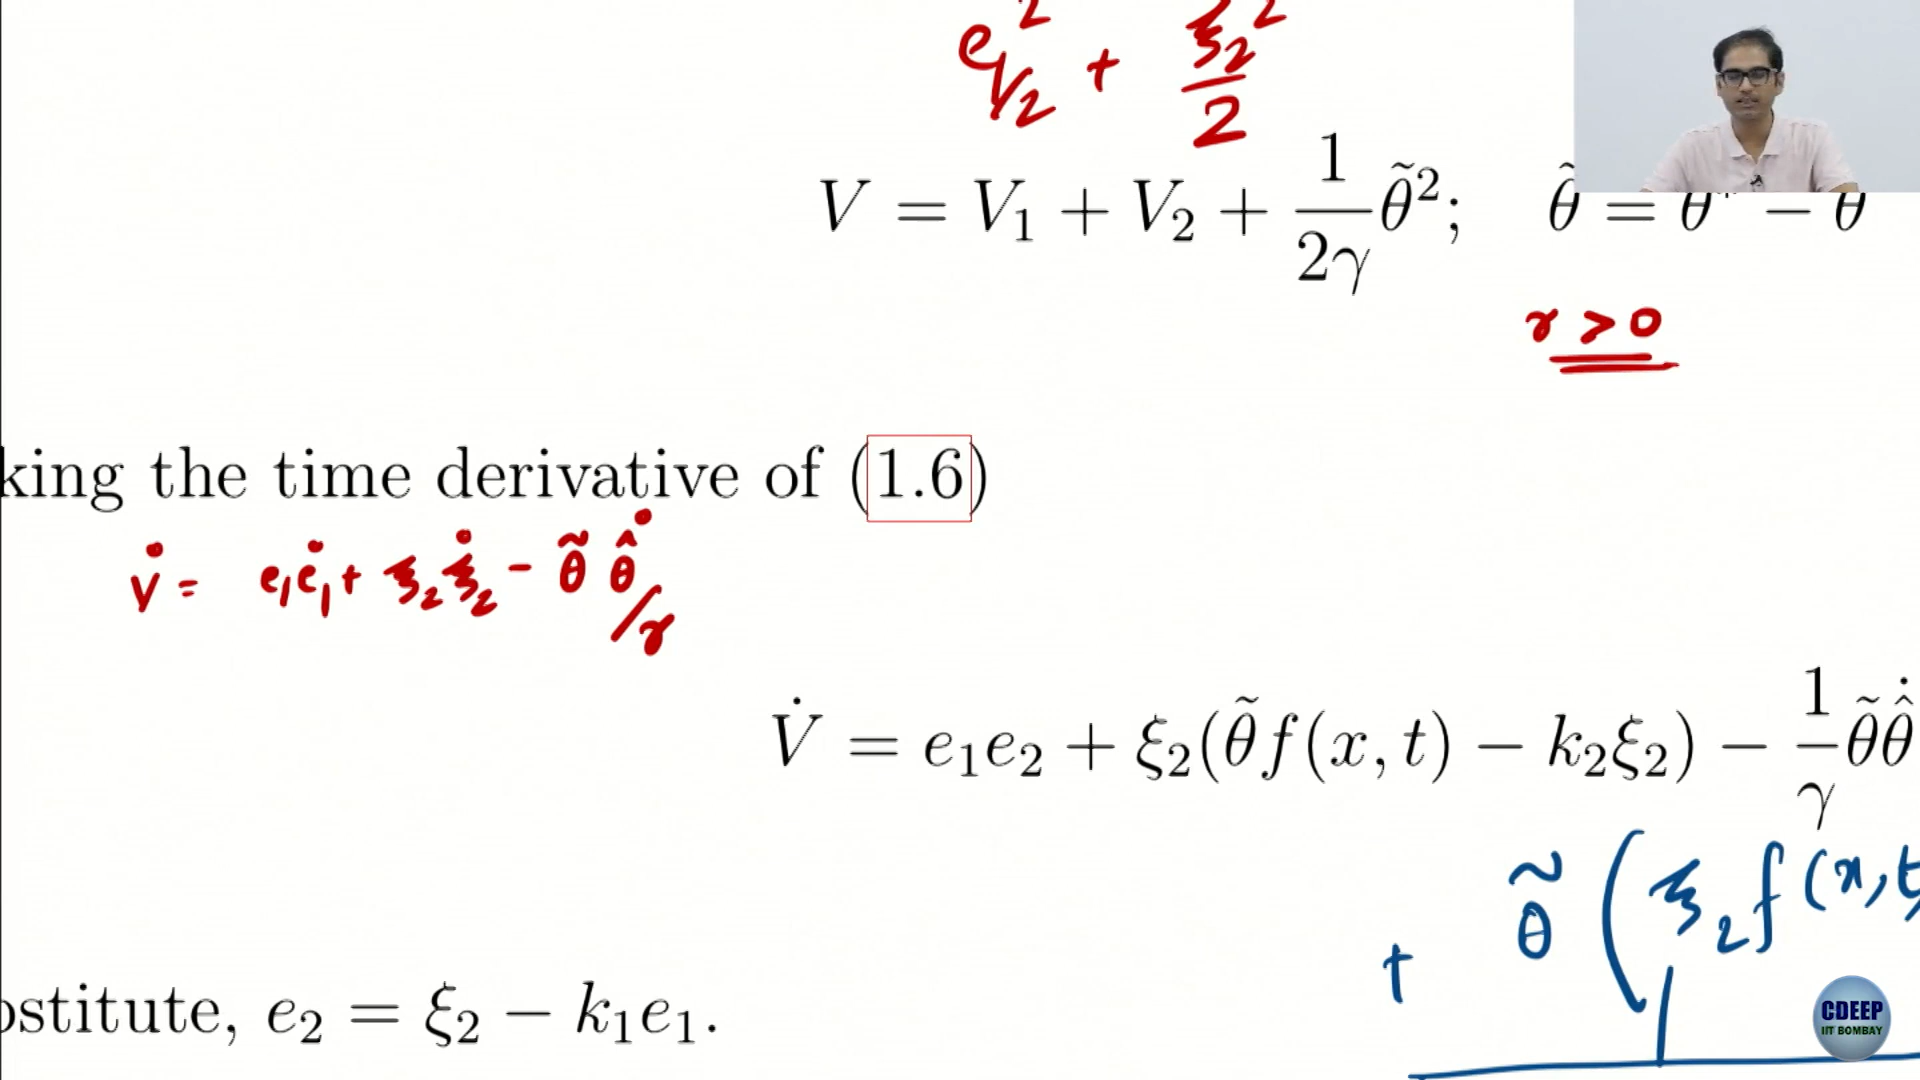 e₁²/2 + ξ₂²/2
V = V₁ + V₂ + 1/2γ θ̃²; θ̃ = θ* − θ̂
γ > 0
king the time derivative of (1.6)
V̇ = e₁ė₁ + ξ₂ξ̇₂ − θ̃ θ̂̇/γ
V̇ = e₁e₂ + ξ₂(θ̃f(x, t) − k₂ξ₂) − 1/γ θ̃θ̂̇
+ θ̃ (ξ₂f(x,t
ostitute, e₂ = ξ₂ − k₁e₁.
CDEEP
IIT BOMBAY